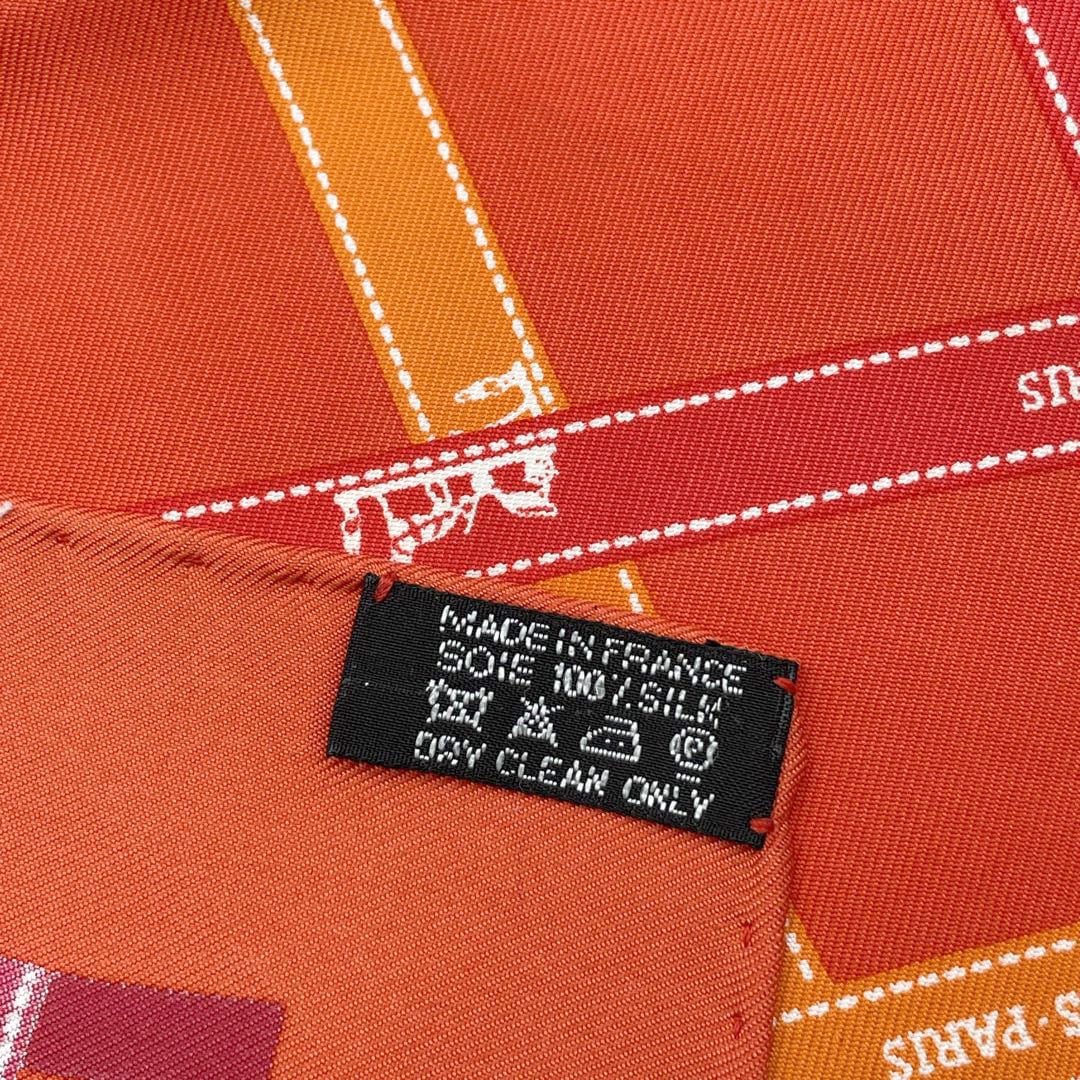 MADE IN FRANCE
SOIE 100% SILK
DRY CLEAN ONLY
S·PARIS